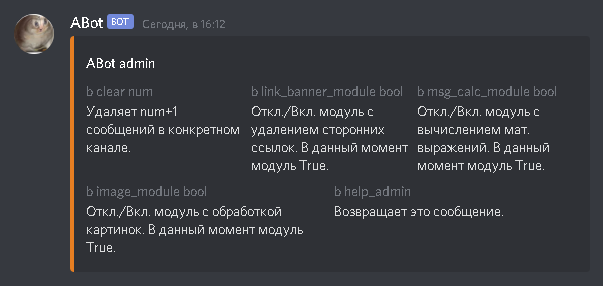 ABot БОТ Сегодня, в 16:12
ABot admin
b clear num
Удаляет num+1
сообщений в конкретном
канале.
b link_banner_module bool
Откл./Вкл. модуль с
удалением сторонних
ссылок. В данный момент
модуль True.
b msg_calc_module bool
Откл./Вкл. модуль с
вычислением мат.
выражений. В данный
момент модуль True.
b image_module bool
Откл./Вкл. модуль с обработкой
картинок. В данный момент модуль
True.
b help_admin
Возвращает это сообщение.